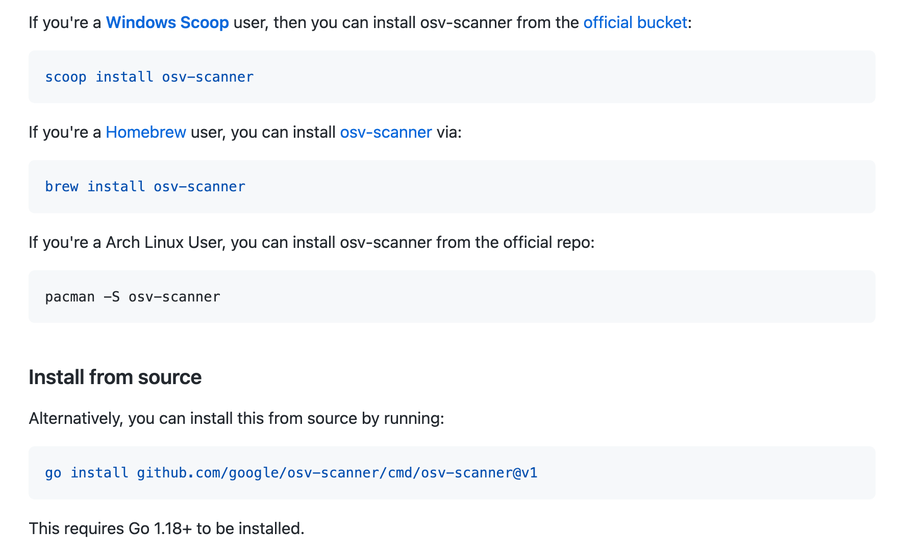 If you're a Windows Scoop user, then you can install osv-scanner from the official bucket:
scoop install osv-scanner
If you're a Homebrew user, you can install osv-scanner via:
brew install osv-scanner
If you're a Arch Linux User, you can install osv-scanner from the official repo:
pacman -S osv-scanner
Install from source
Alternatively, you can install this from source by running:
go install github.com/google/osv-scanner/cmd/osv-scanner@v1
This requires Go 1.18+ to be installed.